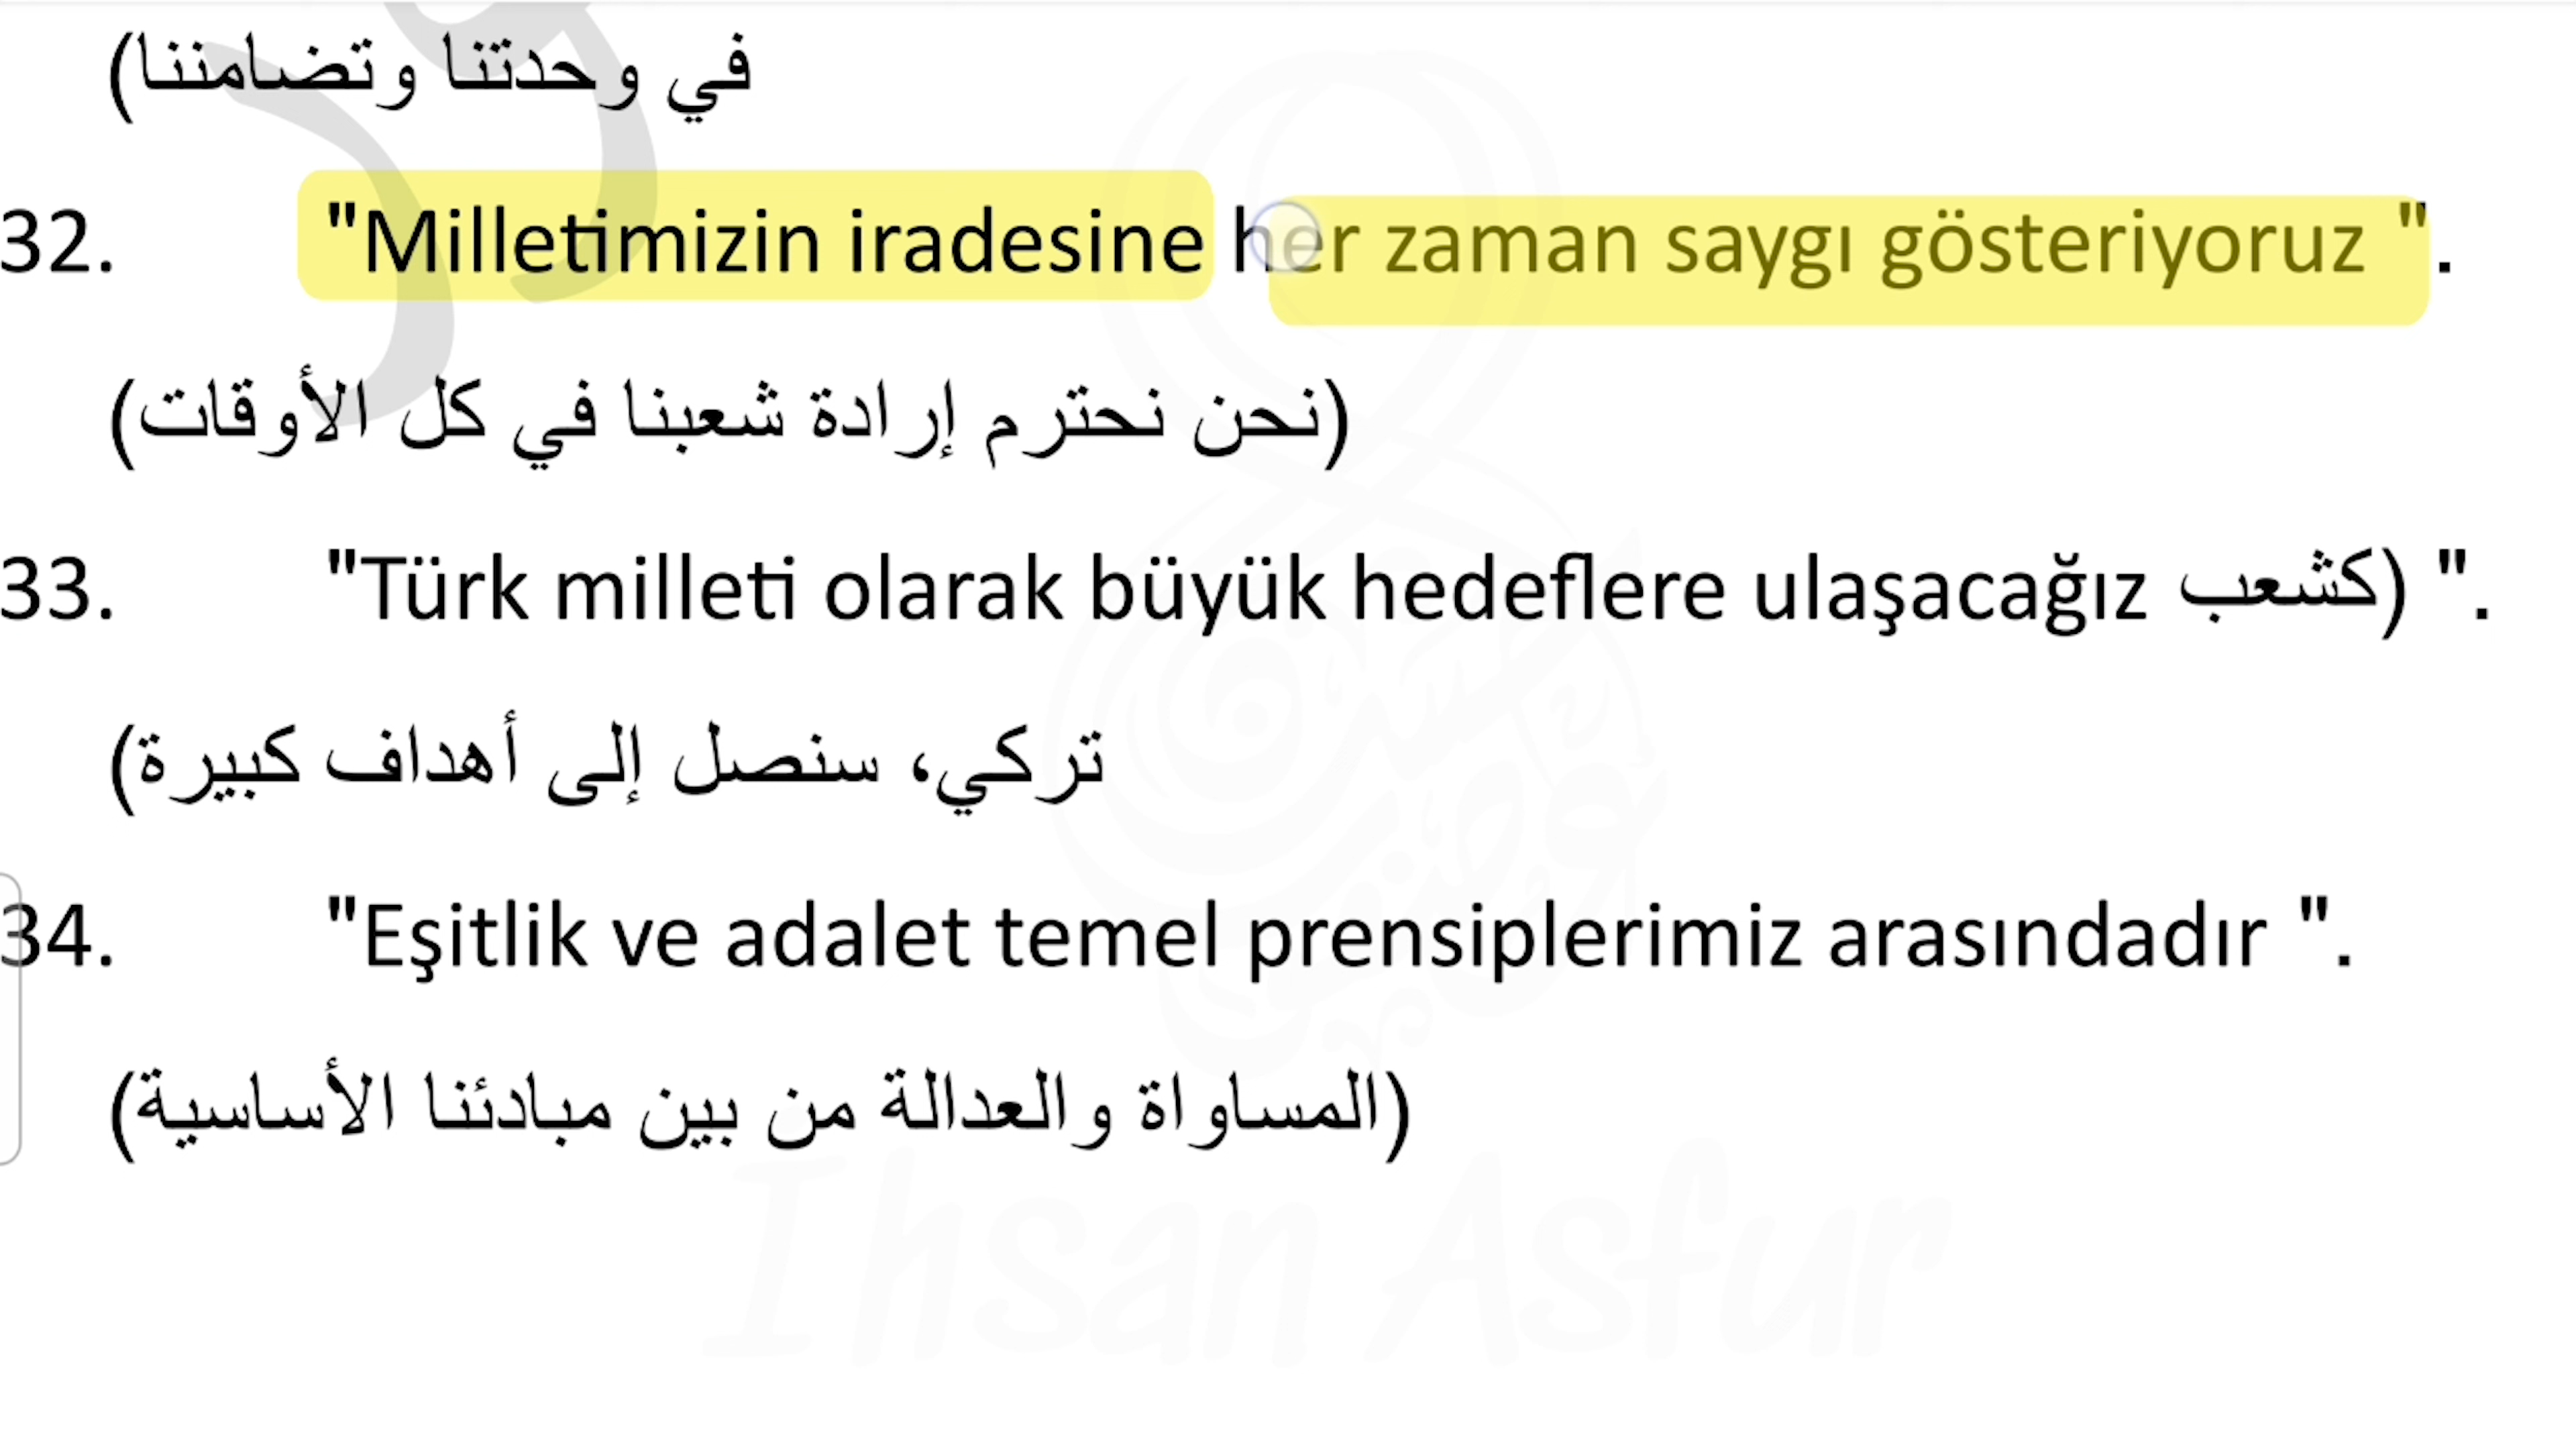 في وحدتنا وتضامننا)
32. "Milletimizin iradesine her zaman saygı gösteriyoruz ".
(نحن نحترم إرادة شعبنا في كل الأوقات)
33. "Türk milleti olarak büyük hedeflere ulaşacağız كشعب) ".
تركي، سنصل إلى أهداف كبيرة)
34. "Eşitlik ve adalet temel prensiplerimiz arasındadır ".
(المساواة والعدالة من بين مبادئنا الأساسية)
Ihsan Asfur